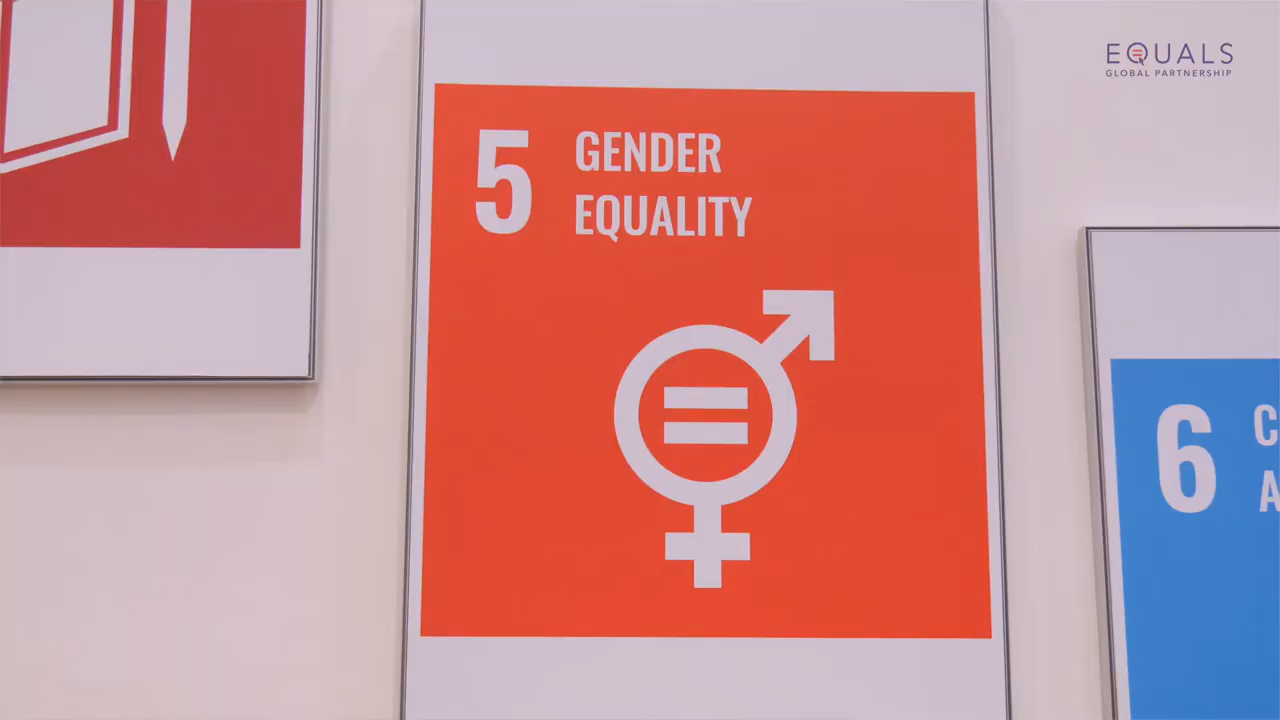 5 GENDER
EQUALITY
6 C
A
EQUALS
GLOBAL PARTNERSHIP